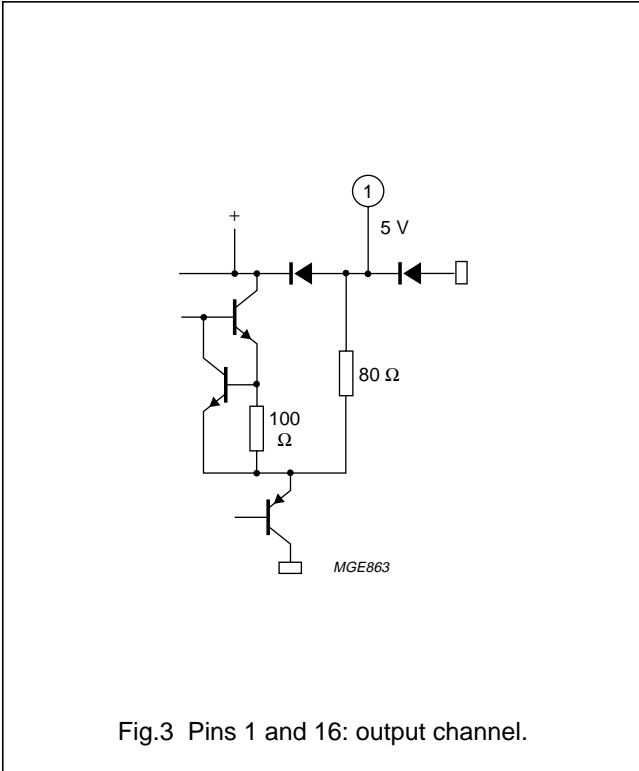 1
+
5 V
80 Ω
100
Ω
MGE863
Fig.3 Pins 1 and 16: output channel.